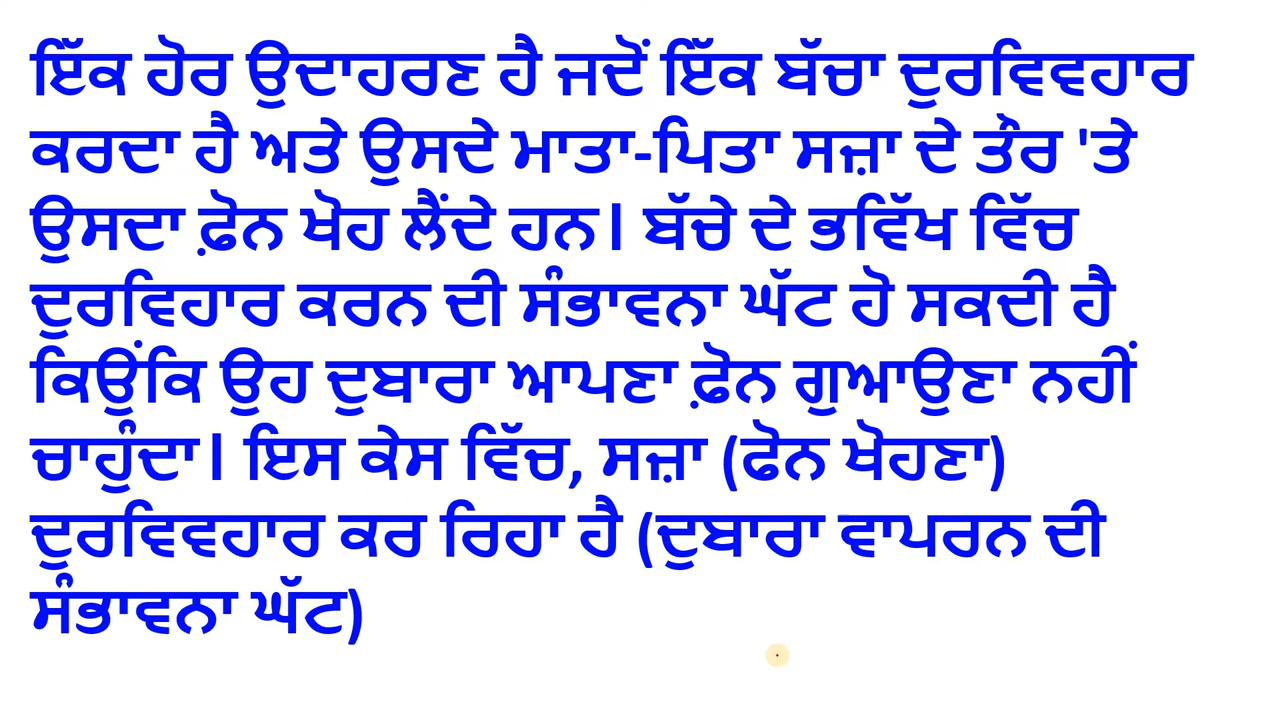 ਇੱਕ ਹੋਰ ਉਦਾਹਰਣ ਹੈ ਜਦੋਂ ਇੱਕ ਬੱਚਾ ਦੁਰਵਿਵਹਾਰ
ਕਰਦਾ ਹੈ ਅਤੇ ਉਸਦੇ ਮਾਤਾ-ਪਿਤਾ ਸਜ਼ਾ ਦੇ ਤੌਰ 'ਤੇ
ਉਸਦਾ ਫ਼ੋਨ ਖੋਹ ਲੈਂਦੇ ਹਨ। ਬੱਚੇ ਦੇ ਭਵਿੱਖ ਵਿੱਚ
ਦੁਰਵਿਹਾਰ ਕਰਨ ਦੀ ਸੰਭਾਵਨਾ ਘੱਟ ਹੋ ਸਕਦੀ ਹੈ
ਕਿਉਂਕਿ ਉਹ ਦੁਬਾਰਾ ਆਪਣਾ ਫ਼ੋਨ ਗੁਆਉਣਾ ਨਹੀਂ
ਚਾਹੁੰਦਾ। ਇਸ ਕੇਸ ਵਿੱਚ, ਸਜ਼ਾ (ਫੋਨ ਖੋਹਣਾ)
ਦੁਰਵਿਵਹਾਰ ਕਰ ਰਿਹਾ ਹੈ (ਦੁਬਾਰਾ ਵਾਪਰਨ ਦੀ
ਸੰਭਾਵਨਾ ਘੱਟ)